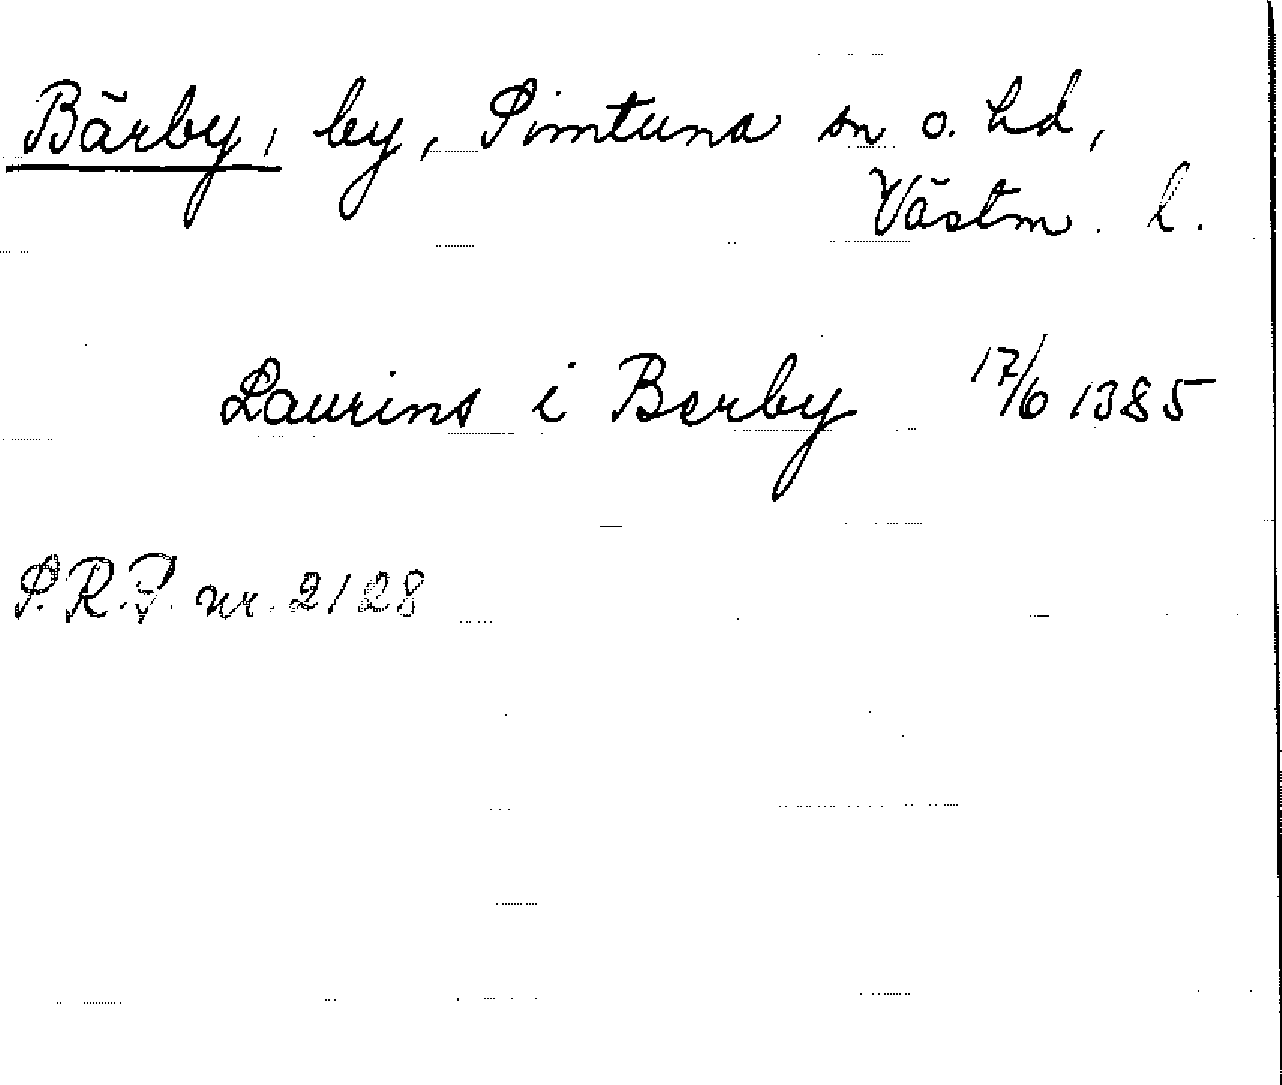 Bärby, by, Simtuna sn o. hd,
Västm. l.
Laurins i Berby 17/6 1385
S.R.P. nr. 2128